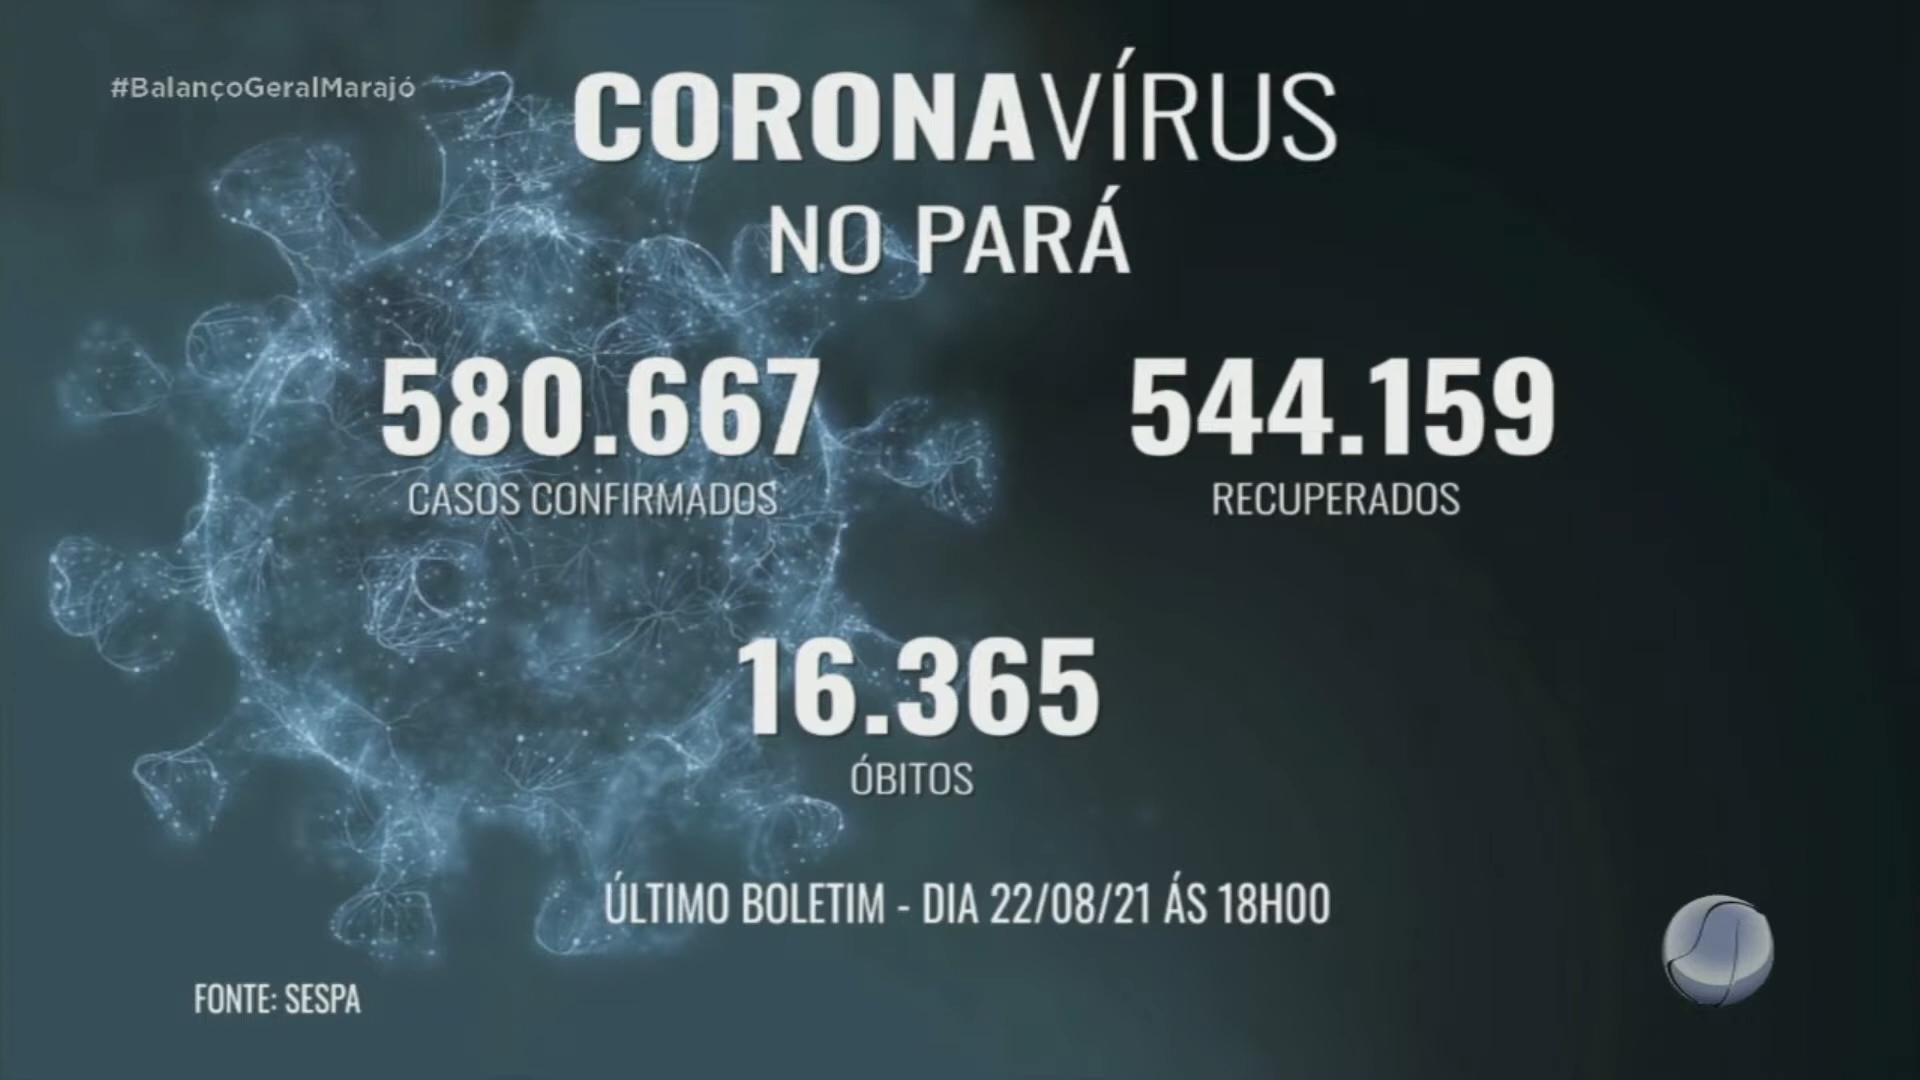 #BalançoGeralMarajó
CORONAVÍRUS
NO PARÁ
580.667
CASOS CONFIRMADOS
544.159
RECUPERADOS
16.365
ÓBITOS
ÚLTIMO BOLETIM - DIA 22/08/21 ÁS 18H00
FONTE: SESPA